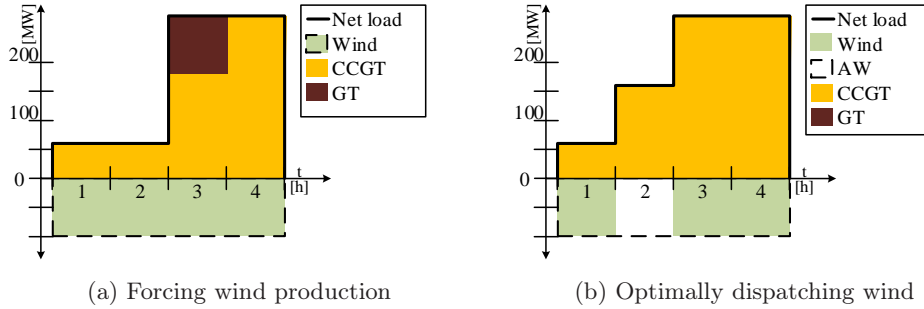 [MW]
200
100
0
1 2 3 4
t
[h]
Net load
Wind
CCGT
GT
(a) Forcing wind production
[MW]
200
100
0
1 2 3 4
t
[h]
Net load
Wind
AW
CCGT
GT
(b) Optimally dispatching wind